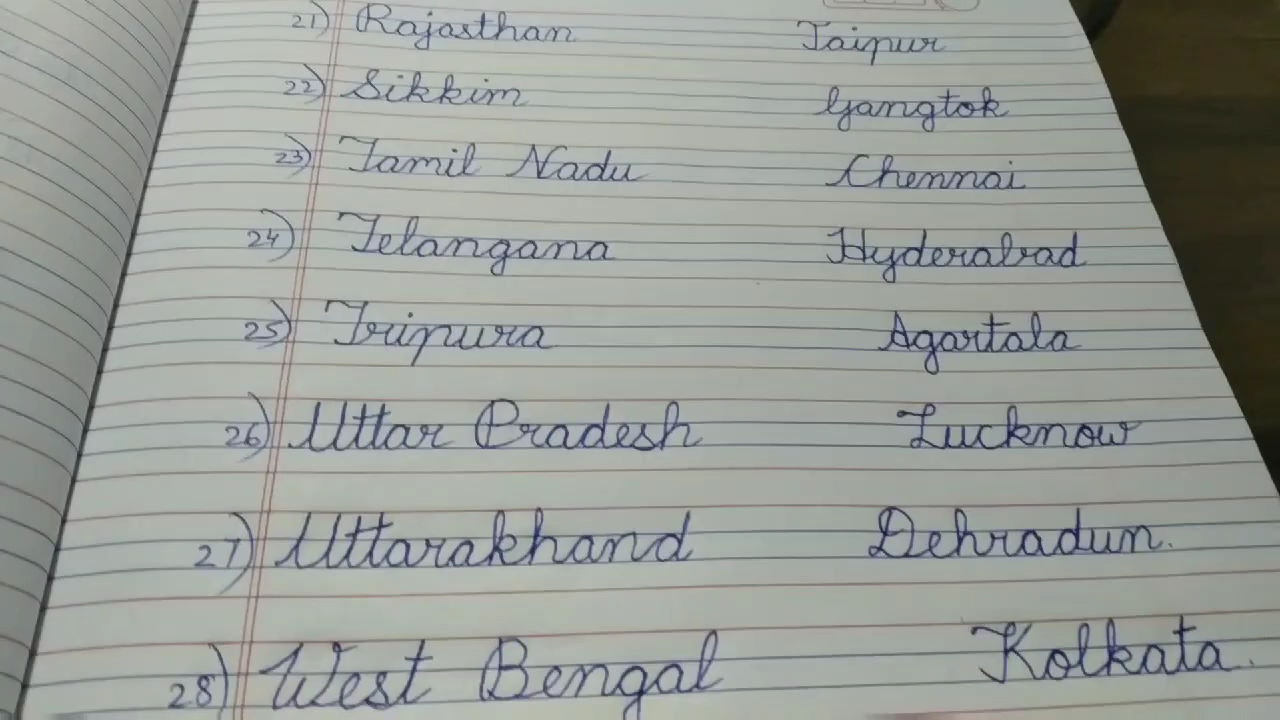 21) Rajasthan Jaipur
22) Sikkim Gangtok
23) Tamil Nadu Chennai
24) Telangana Hyderabad
25) Tripura Agartala
26) Uttar Pradesh Lucknow
27) Uttarakhand Dehradun.
28) West Bengal Kolkata.